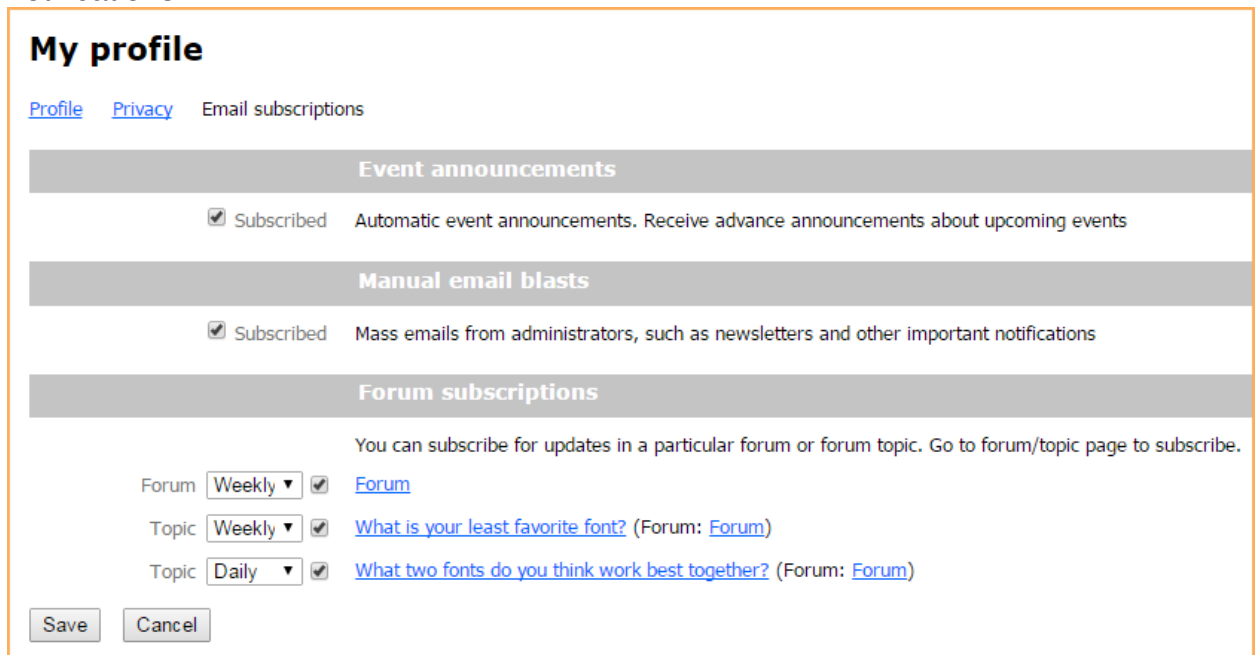 My profile
Profile Privacy Email subscriptions
Event announcements
Subscribed Automatic event announcements. Receive advance announcements about upcoming events
Manual email blasts
Subscribed Mass emails from administrators, such as newsletters and other important notifications
Forum subscriptions
You can subscribe for updates in a particular forum or forum topic. Go to forum/topic page to subscribe.
Forum Weekly Forum
Topic Weekly What is your least favorite font? (Forum: Forum)
Topic Daily What two fonts do you think work best together? (Forum: Forum)
Save Cancel